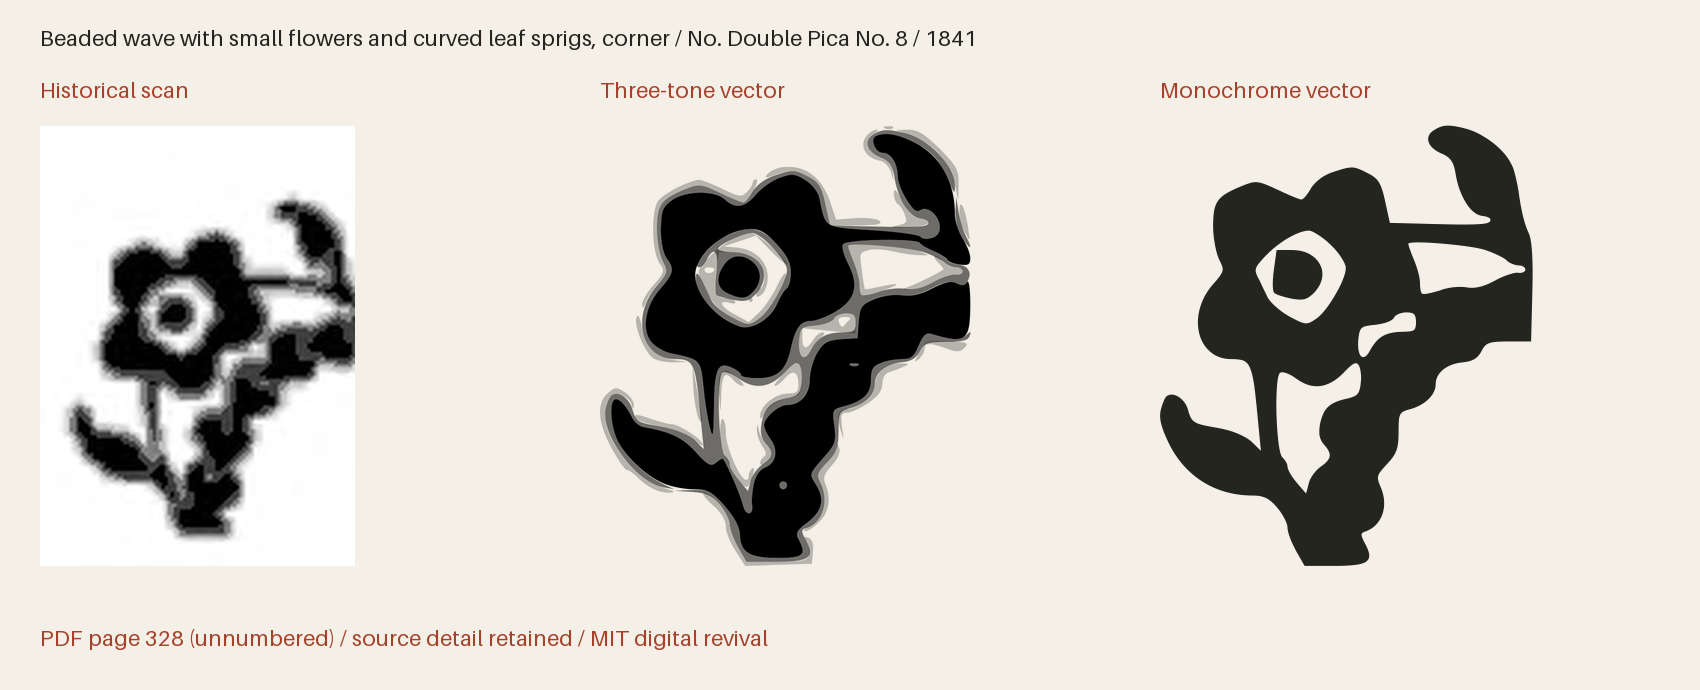 Beaded wave with small flowers and curved leaf sprigs, corner / No. Double Pica No. 8 / 1841
Historical scan
Three-tone vector
Monochrome vector
PDF page 328 (unnumbered) / source detail retained / MIT digital revival